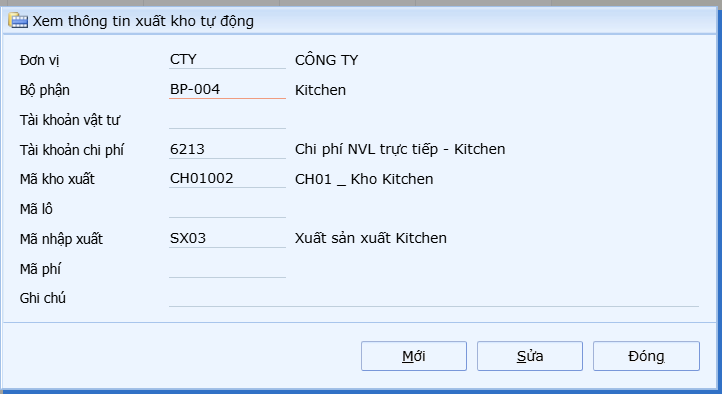 Xem thông tin xuất kho tự động
Đơn vị CTY CÔNG TY
Bộ phận BP-004 Kitchen
Tài khoản vật tư
Tài khoản chi phí 6213 Chi phí NVL trực tiếp - Kitchen
Mã kho xuất CH01002 CH01 _ Kho Kitchen
Mã lô
Mã nhập xuất SX03 Xuất sản xuất Kitchen
Mã phí
Ghi chú
Mới Sửa Đóng